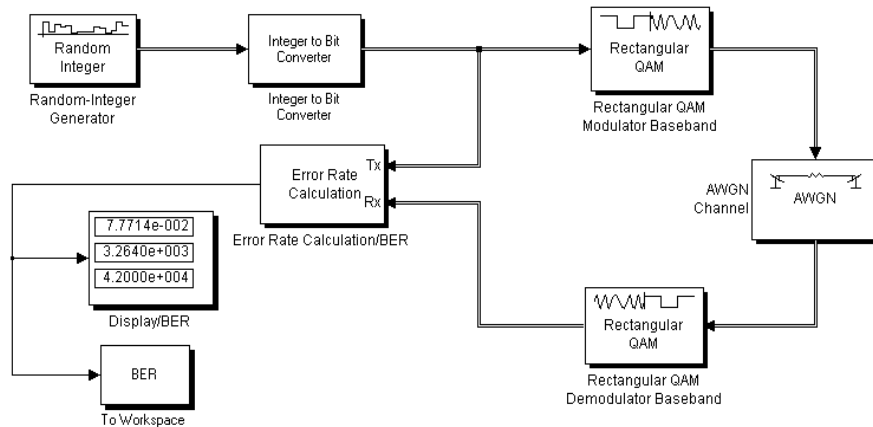 Random
Integer
Random-Integer
Generator
Integer to Bit
Converter
Integer to Bit
Converter
Rectangular
QAM
Rectangular QAM
Modulator Baseband
AWGN
Channel
AWGN
Tx
Error Rate
Calculation
Rx
Error Rate Calculation/BER
7.7714e-002
3.2640e+003
4.2000e+004
Display/BER
Rectangular
QAM
Rectangular QAM
Demodulator Baseband
BER
To Workspace